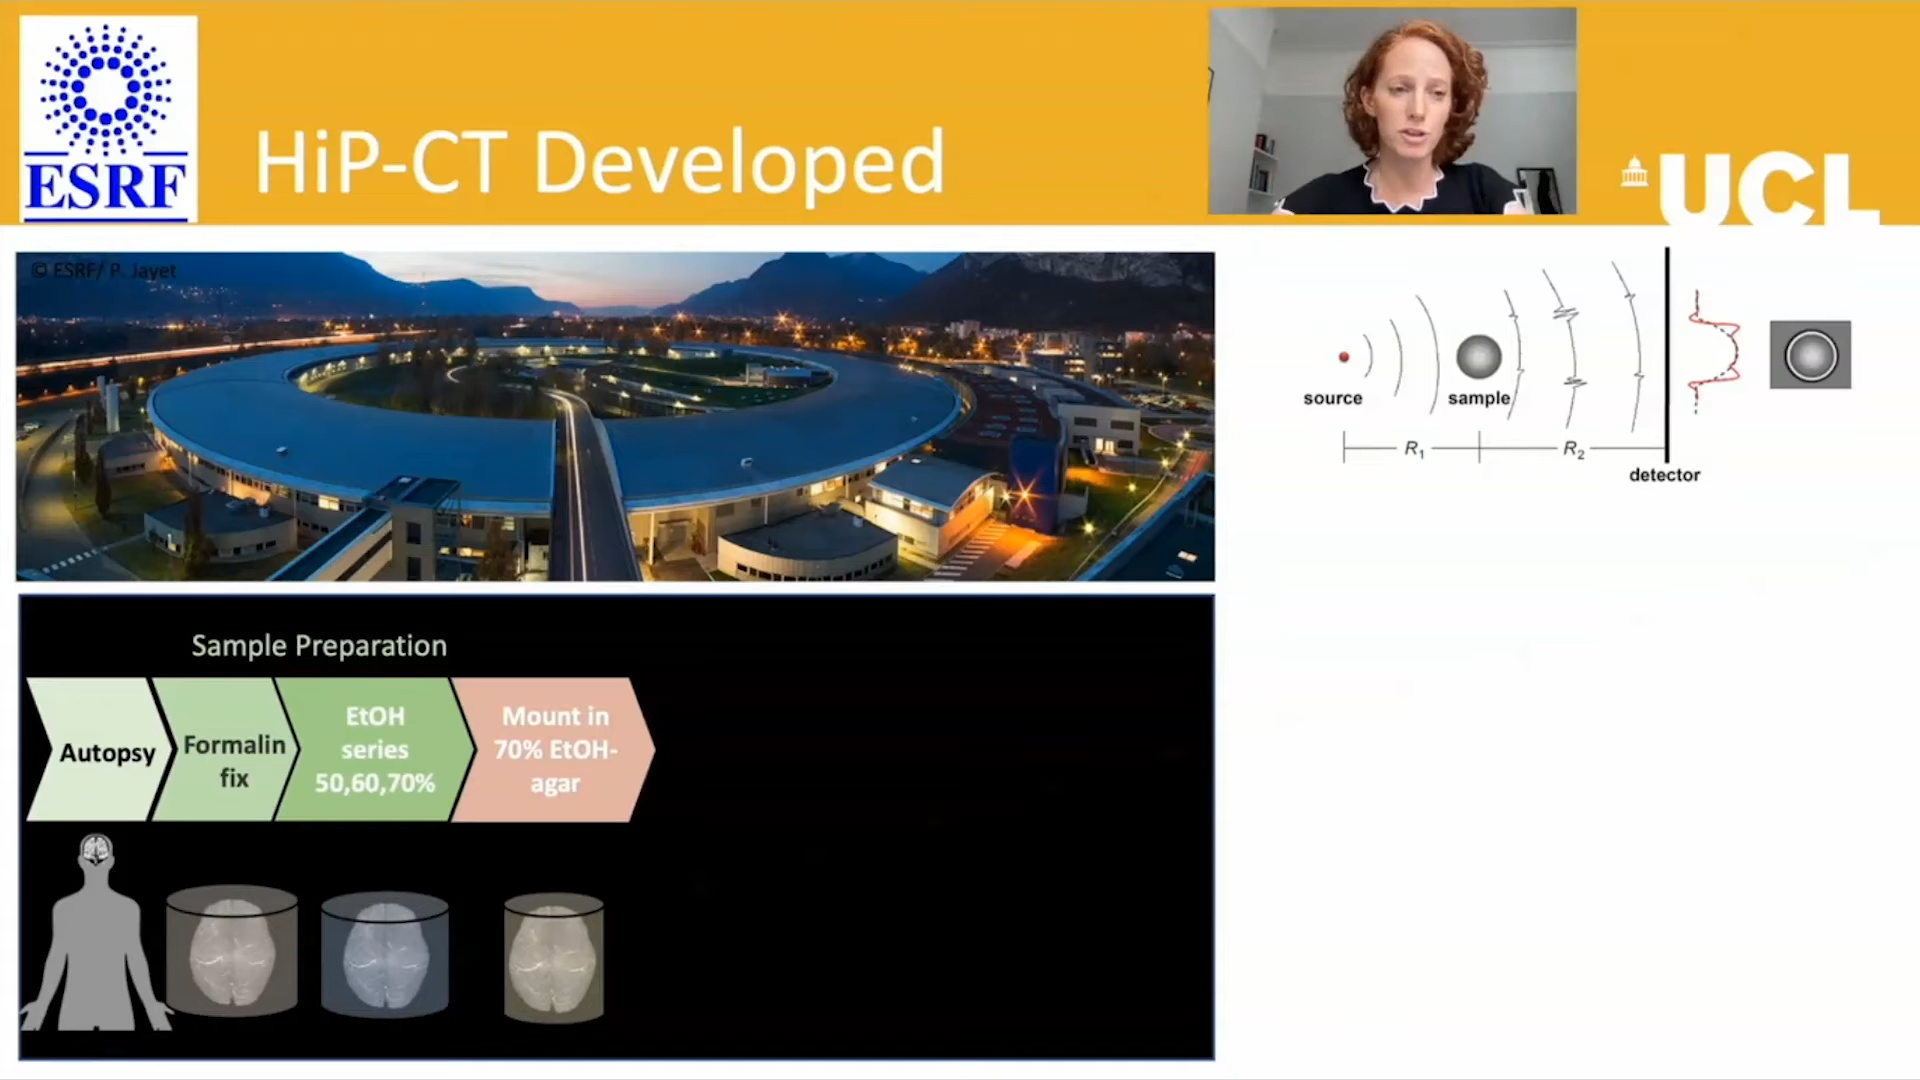 ESRF
HiP-CT Developed
UCL
© ESRF/ P. Jayet
source
sample
R1
R2
detector
Sample Preparation
Autopsy
Formalin
fix
EtOH
series
50,60,70%
Mount in
70% EtOH-
agar